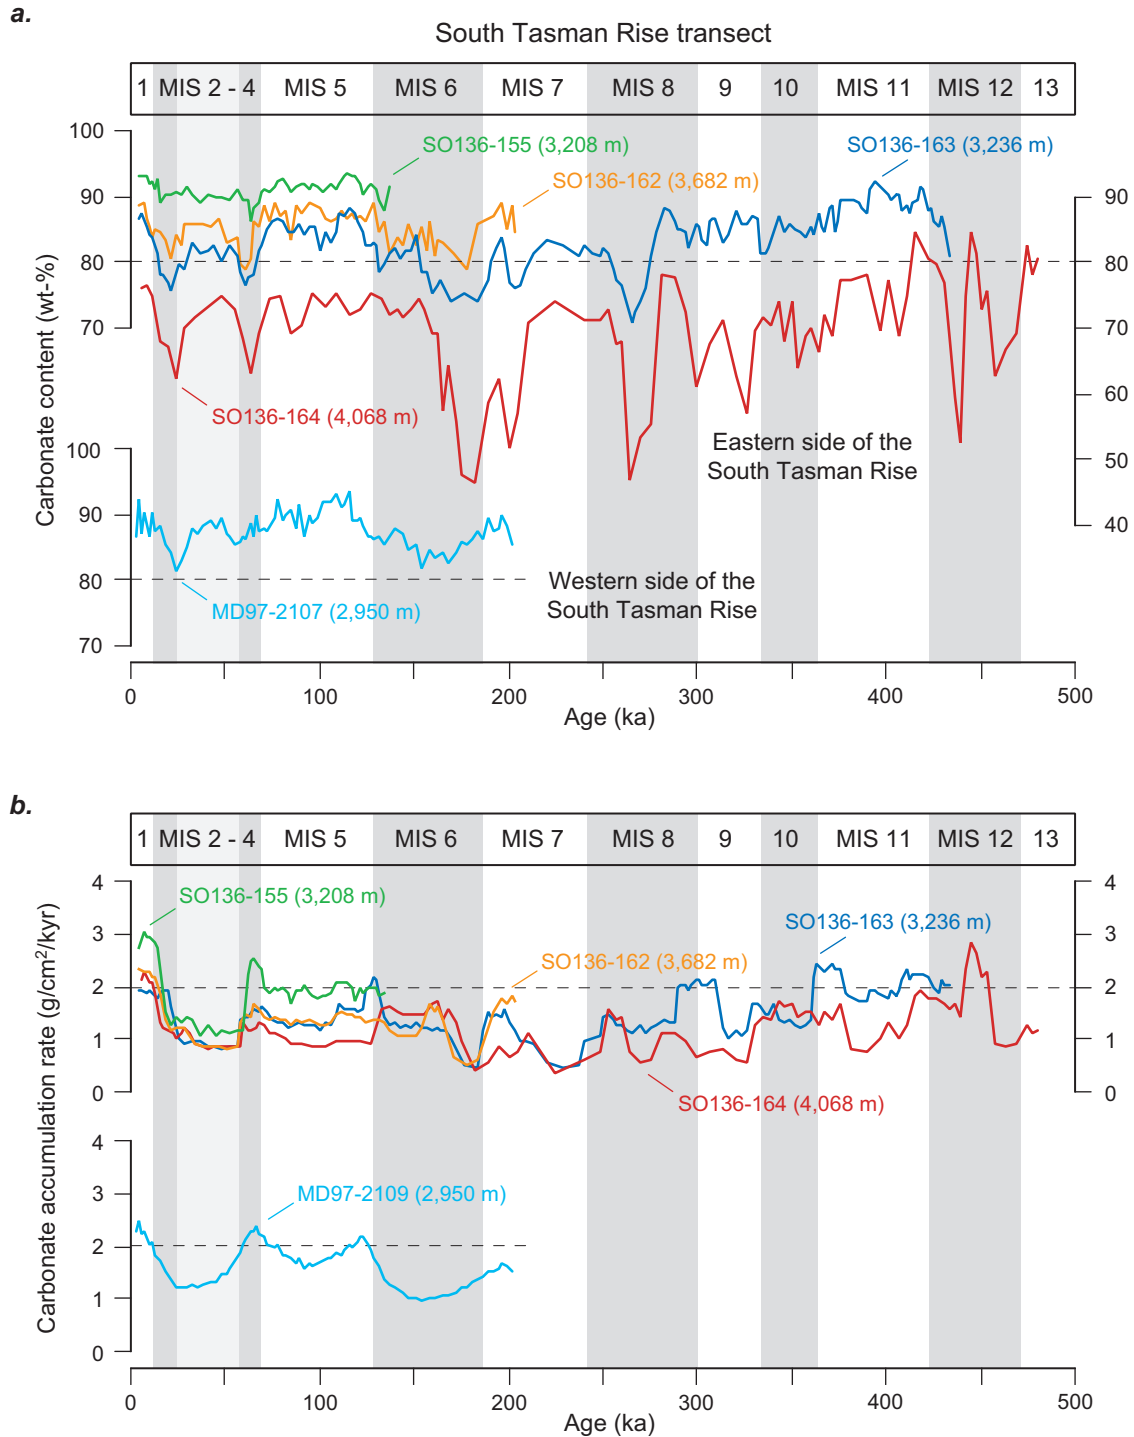 a.
South Tasman Rise transect
1 MIS 2 - 4 MIS 5 MIS 6 MIS 7 MIS 8 9 10 MIS 11 MIS 12 13
100
90
80
70
Carbonate content (wt-%)
SO136-155 (3,208 m)
SO136-162 (3,682 m)
SO136-163 (3,236 m)
SO136-164 (4,068 m)
90
80
70
60
50
40
Eastern side of the
South Tasman Rise
100
90
80
70
MD97-2107 (2,950 m)
Western side of the
South Tasman Rise
0 100 200 300 400 500
Age (ka)
b.
1 MIS 2 - 4 MIS 5 MIS 6 MIS 7 MIS 8 9 10 MIS 11 MIS 12 13
4
3
2
1
0
Carbonate accumulation rate (g/cm²/kyr)
SO136-155 (3,208 m)
SO136-162 (3,682 m)
SO136-163 (3,236 m)
SO136-164 (4,068 m)
4
3
2
1
0
4
3
2
1
0
MD97-2109 (2,950 m)
0 100 200 300 400 500
Age (ka)